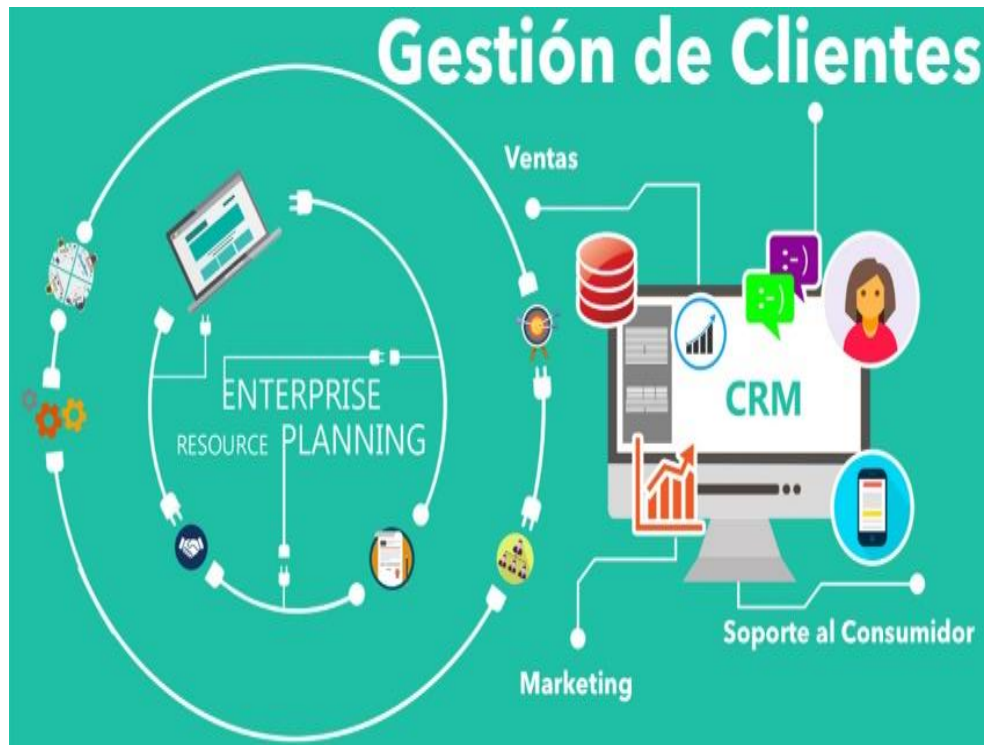 Gestión de Clientes
Ventas
:-)
:-)
CRM
ENTERPRISE
RESOURCE PLANNING
Soporte al Consumidor
Marketing